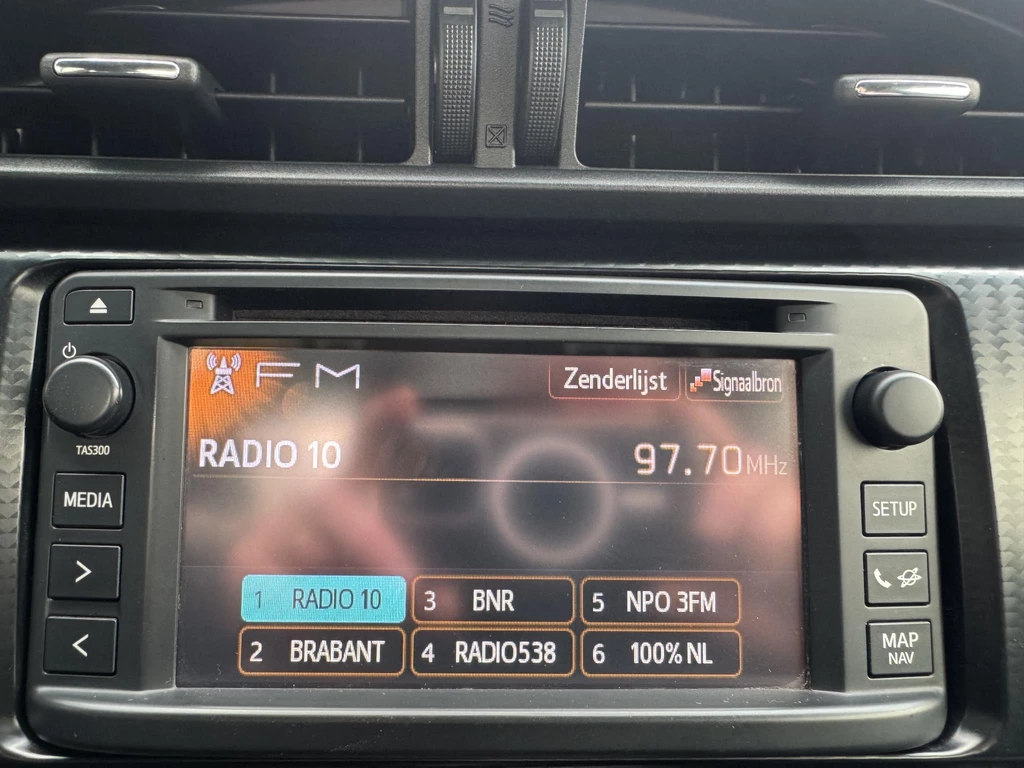 FM
Zenderlijst
Signaalbron
TAS300
RADIO 10
97.70MHz
MEDIA
SETUP
1 RADIO 10
3 BNR
5 NPO 3FM
2 BRABANT
4 RADIO538
6 100% NL
MAP
NAV